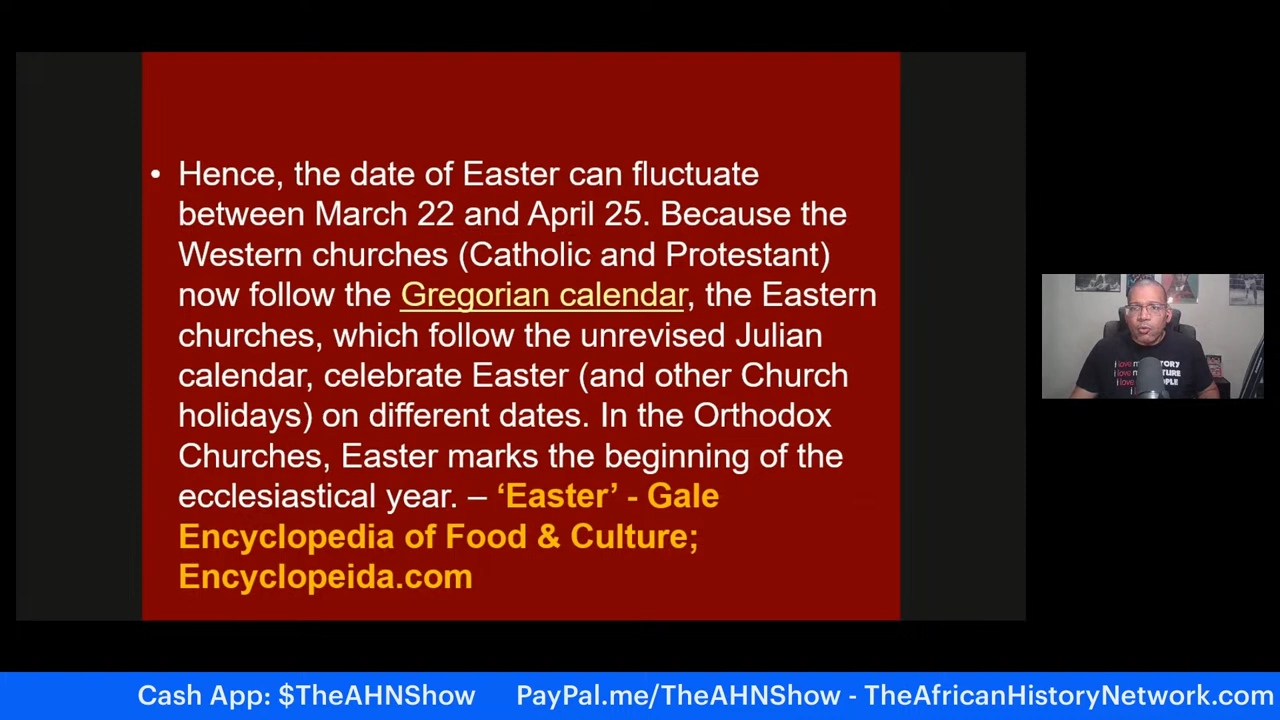 • Hence, the date of Easter can fluctuate
between March 22 and April 25. Because the
Western churches (Catholic and Protestant)
now follow the Gregorian calendar, the Eastern
churches, which follow the unrevised Julian
calendar, celebrate Easter (and other Church
holidays) on different dates. In the Orthodox
Churches, Easter marks the beginning of the
ecclesiastical year. – ‘Easter’ - Gale
Encyclopedia of Food & Culture;
Encyclopeida.com
Cash App: $TheAHNShow PayPal.me/TheAHNShow - TheAfricanHistoryNetwork.com